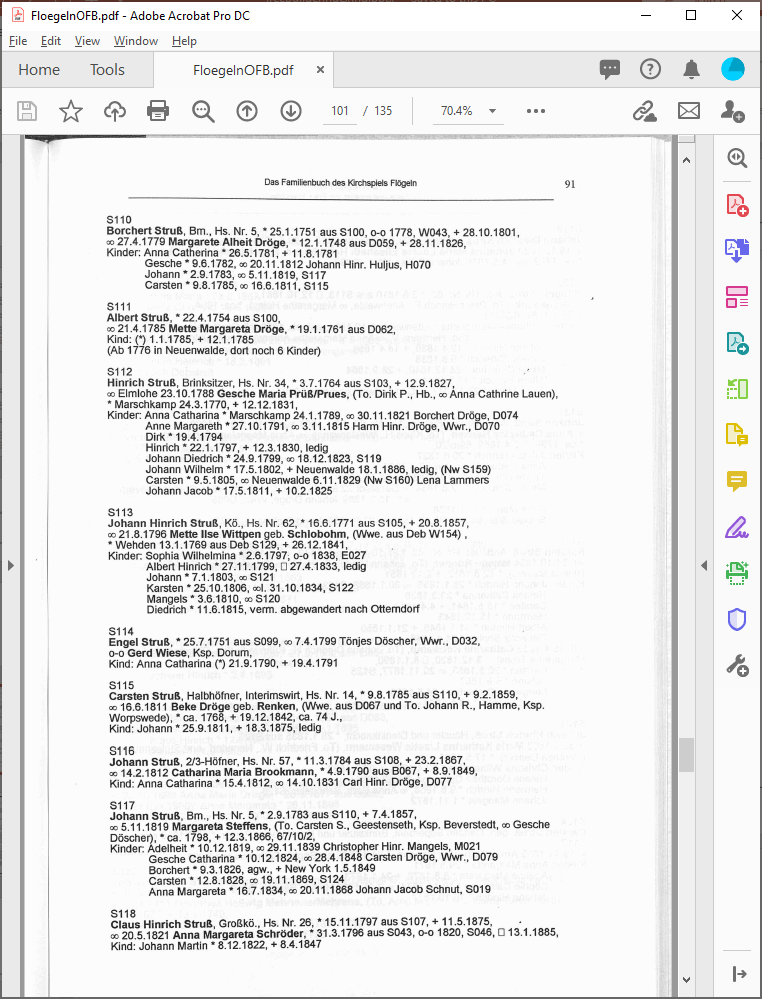 FloegelnOFB.pdf - Adobe Acrobat Pro DC
File Edit View Window Help
Home Tools FloegelnOFB.pdf ×
101 / 135 70.4%
Das Familienbuch des Kirchspiels Flögeln 91
S110
Borchert Struß, Bm., Hs. Nr. 5, * 25.1.1751 aus S100, o-o 1778, W043, + 28.10.1801,
∞ 27.4.1779 Margarete Alheit Dröge, * 12.1.1748 aus D059, + 28.11.1826,
Kinder: Anna Catherina * 26.5.1781, + 11.8.1781
Gesche * 9.6.1782, ∞ 20.11.1812 Johann Hinr. Huljus, H070
Johann * 2.9.1783, ∞ 5.11.1819, S117
Carsten * 9.8.1785, ∞ 16.6.1811, S115
S111
Albert Struß, * 22.4.1754 aus S100,
∞ 21.4.1785 Mette Margareta Dröge, * 19.1.1761 aus D062,
Kind: (*) 1.1.1785, + 12.1.1785
(Ab 1776 in Neuenwalde, dort noch 6 Kinder)
S112
Hinrich Struß, Brinksitzer, Hs. Nr. 34, * 3.7.1764 aus S103, + 12.9.1827,
∞ Elmlohe 23.10.1788 Gesche Maria Prüß/Prues, (To. Dirk P., Hb., ∞ Anna Cathrine Lauen),
* Marschkamp 24.3.1770, + 12.12.1831,
Kinder: Anna Catharina * Marschkamp 24.1.1789, ∞ 30.11.1821 Borchert Dröge, D074
Anne Margareth * 27.10.1791, ∞ 3.11.1815 Harm Hinr. Dröge, Wwr., D070
Dirk * 19.4.1794
Hinrich * 22.1.1797, + 12.3.1830, ledig
Johann Diedrich * 24.9.1799, ∞ 18.12.1823, S119
Johann Wilhelm * 17.5.1802, + Neuenwalde 18.1.1886, ledig, (Nw S159)
Carsten * 9.5.1805, ∞ Neuenwalde 6.11.1829 (Nw S160) Lena Lammers
Johann Jacob * 17.5.1811, + 10.2.1825
S113
Johann Hinrich Struß, Kö., Hs. Nr. 62, * 16.6.1771 aus S105, + 20.8.1857,
∞ 21.8.1796 Mette Ilse Wittpen geb. Schlobohm, (Wwe. aus Deb W154) ,
* Wehden 13.1.1769 aus Deb S129, + 26.12.1841,
Kinder: Sophia Wilhelmina * 2.6.1797, o-o 1838, E027
Albert Hinrich * 27.11.1799, □ 27.4.1833, ledig
Johann * 7.1.1803, ∞ S121
Karsten * 25.10.1806, ∞l. 31.10.1834, S122
Mangels * 3.6.1810, ∞ S120
Diedrich * 11.6.1815, verm. abgewandert nach Otterndorf
S114
Engel Struß, * 25.7.1751 aus S099, ∞ 7.4.1799 Tönjes Döscher, Wwr., D032,
o-o Gerd Wiese, Ksp. Dorum,
Kind: Anna Catharina (*) 21.9.1790, + 19.4.1791
S115
Carsten Struß, Halbhöfner, Interimswirt, Hs. Nr. 14, * 9.8.1785 aus S110, + 9.2.1859,
∞ 16.6.1811 Beke Dröge geb. Renken, (Wwe. aus D067 und To. Johann R., Hamme, Ksp.
Worpswede), * ca. 1768, + 19.12.1842, ca. 74 J.,
Kind: Johann * 25.9.1811, + 18.3.1875, ledig
S116
Johann Struß, 2/3-Höfner, Hs. Nr. 57, * 11.3.1784 aus S108, + 23.2.1867,
∞ 14.2.1812 Catharina Maria Brookmann, * 4.9.1790 aus B067, + 8.9.1849,
Kind: Anna Catharina * 15.4.1812, ∞ 14.10.1831 Carl Hinr. Dröge, D077
S117
Johann Struß, Bm., Hs. Nr. 5, * 2.9.1783 aus S110, + 7.4.1857,
∞ 5.11.1819 Margareta Steffens, (To. Carsten S., Geestenseth, Ksp. Beverstedt, ∞ Gesche
Döscher), * ca. 1798, + 12.3.1866, 67/10/2,
Kinder: Adelheit * 10.12.1819, ∞ 29.11.1839 Christopher Hinr. Mangels, M021
Gesche Catharina * 10.12.1824, ∞ 28.4.1848 Carsten Dröge, Wwr., D079
Borchert * 9.3.1826, agw., + New York 1.5.1849
Carsten * 12.8.1828, ∞ 19.11.1869, S124
Anna Margareta * 16.7.1834, ∞ 20.11.1868 Johann Jacob Schnut, S019
S118
Claus Hinrich Struß, Großkö., Hs. Nr. 26, * 15.11.1797 aus S107, + 11.5.1875,
∞ 20.5.1821 Anna Margareta Schröder, * 31.3.1796 aus S043, o-o 1820, S046, □ 13.1.1885,
Kind: Johann Martin * 8.12.1822, + 8.4.1847